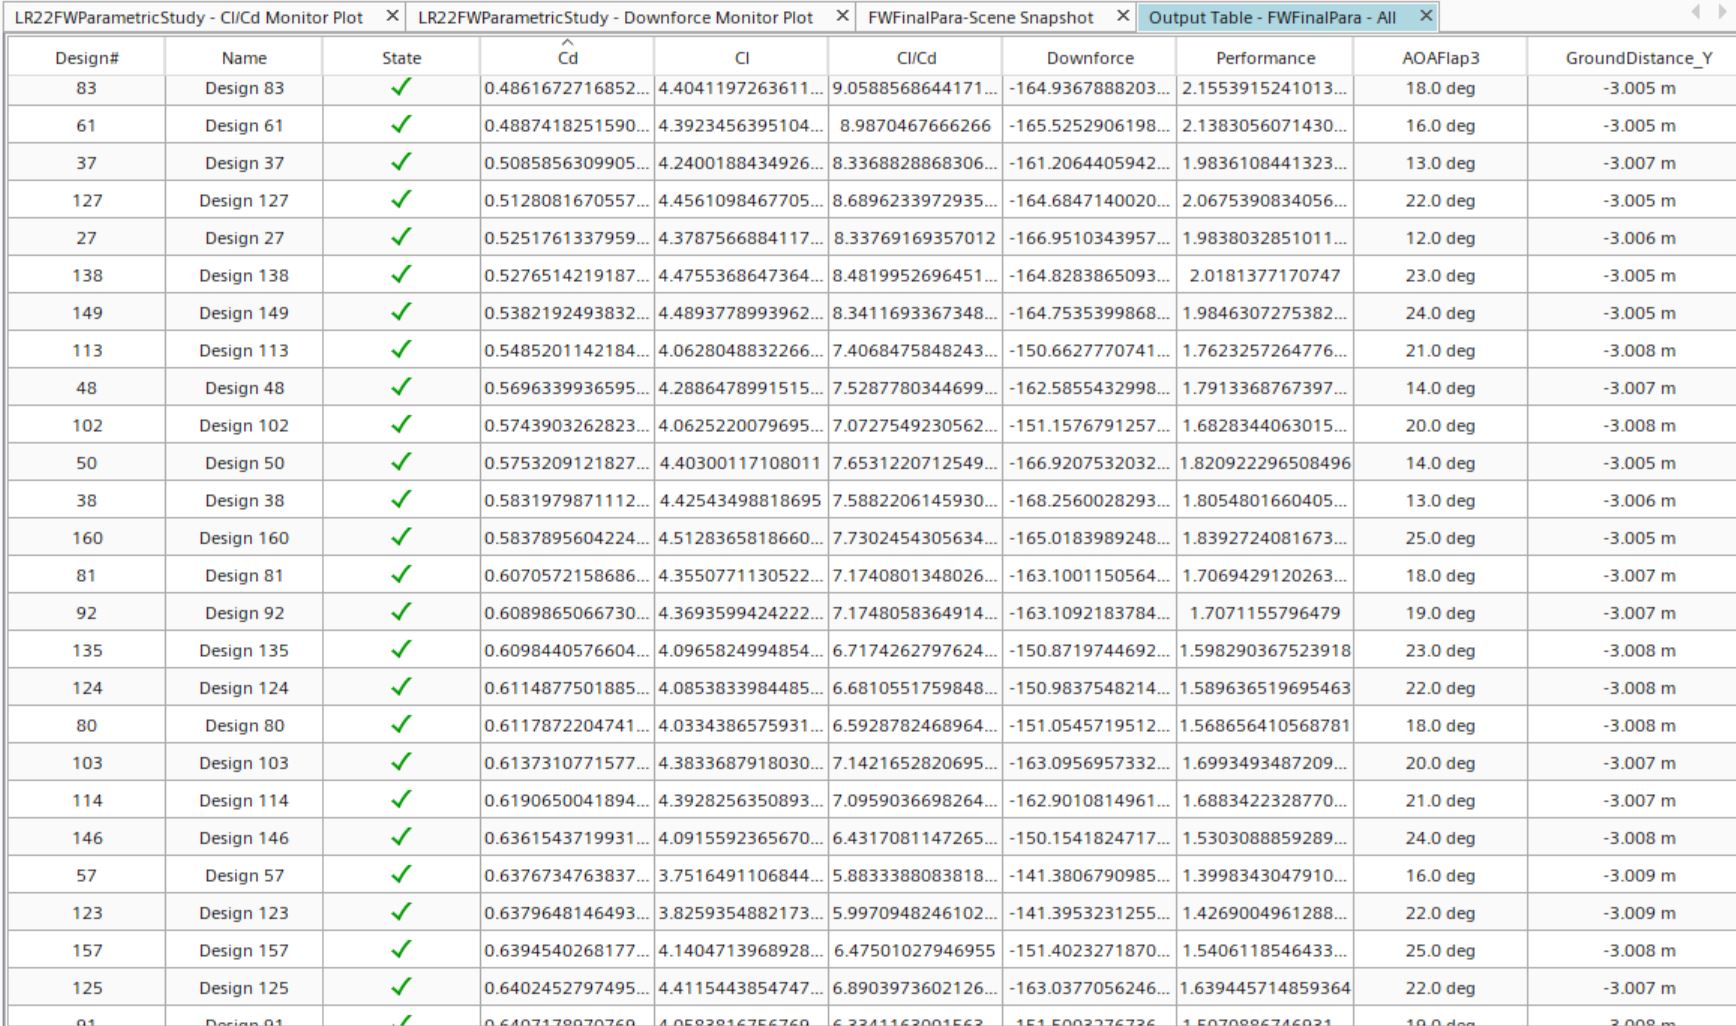 LR22FWParametricStudy - Cl/Cd Monitor Plot LR22FWParametricStudy - Downforce Monitor Plot FWFinalPara-Scene Snapshot Output Table - FWFinalPara - All
Design# Name State Cd Cl Cl/Cd Downforce Performance AOAFlap3 GroundDistance_Y
83 Design 83 0.4861672716852... 4.4041197263611... 9.0588568644171... -164.9367888203... 2.1553915241013... 18.0 deg -3.005 m
61 Design 61 0.4887418251590... 4.3923456395104... 8.9870467666266 -165.5252906198... 2.1383056071430... 16.0 deg -3.005 m
37 Design 37 0.5085856309905... 4.2400188434926... 8.3368828868306... -161.2064405942... 1.9836108441323... 13.0 deg -3.007 m
127 Design 127 0.5128081670557... 4.4561098467705... 8.6896233972935... -164.6847140020... 2.0675390834056... 22.0 deg -3.005 m
27 Design 27 0.5251761337959... 4.3787566884117... 8.33769169357012 -166.9510343957... 1.9838032851011... 12.0 deg -3.006 m
138 Design 138 0.5276514219187... 4.4755368647364... 8.4819952696451... -164.8283865093... 2.0181377170747 23.0 deg -3.005 m
149 Design 149 0.5382192493832... 4.4893778993962... 8.3411693367348... -164.7535399868... 1.9846307275382... 24.0 deg -3.005 m
113 Design 113 0.5485201142184... 4.0628048832266... 7.4068475848243... -150.6627770741... 1.7623257264776... 21.0 deg -3.008 m
48 Design 48 0.5696339936595... 4.2886478991515... 7.5287780344699... -162.5855432998... 1.7913368767397... 14.0 deg -3.007 m
102 Design 102 0.5743903262823... 4.0625220079695... 7.0727549230562... -151.1576791257... 1.6828344063015... 20.0 deg -3.008 m
50 Design 50 0.5753209121827... 4.40300117108011 7.6531220712549... -166.9207532032... 1.820922296508496 14.0 deg -3.005 m
38 Design 38 0.5831979871112... 4.42543498818695 7.5882206145930... -168.2560028293... 1.8054801660405... 13.0 deg -3.006 m
160 Design 160 0.5837895604224... 4.5128365818660... 7.7302454305634... -165.0183989248... 1.8392724081673... 25.0 deg -3.005 m
81 Design 81 0.6070572158686... 4.3550771130522... 7.1740801348026... -163.1001150564... 1.7069429120263... 18.0 deg -3.007 m
92 Design 92 0.6089865066730... 4.3693599424222... 7.1748058364914... -163.1092183784... 1.7071155796479 19.0 deg -3.007 m
135 Design 135 0.6098440576604... 4.0965824994854... 6.7174262797624... -150.8719744692... 1.598290367523918 23.0 deg -3.008 m
124 Design 124 0.6114877501885... 4.0853833984485... 6.6810551759848... -150.9837548214... 1.589636519695463 22.0 deg -3.008 m
80 Design 80 0.6117872204741... 4.0334386575931... 6.5928782468964... -151.0545719512... 1.568656410568781 18.0 deg -3.008 m
103 Design 103 0.6137310771577... 4.3833687918030... 7.1421652820695... -163.0956957332... 1.6993493487209... 20.0 deg -3.007 m
114 Design 114 0.6190650041894... 4.3928256350893... 7.0959036698264... -162.9010814961... 1.6883422328770... 21.0 deg -3.007 m
146 Design 146 0.6361543719931... 4.0915592365670... 6.4317081147265... -150.1541824717... 1.5303088859289... 24.0 deg -3.008 m
57 Design 57 0.6376734763837... 3.7516491106844... 5.8833388083818... -141.3806790985... 1.3998343047910... 16.0 deg -3.009 m
123 Design 123 0.6379648146493... 3.8259354882173... 5.9970948246102... -141.3953231255... 1.4269004961288... 22.0 deg -3.009 m
157 Design 157 0.6394540268177... 4.1404713968928... 6.47501027946955 -151.4023271870... 1.5406118546433... 25.0 deg -3.008 m
125 Design 125 0.6402452797495... 4.4115443854747... 6.8903973602126... -163.0377056246... 1.639445714859364 22.0 deg -3.007 m
91 Design 91